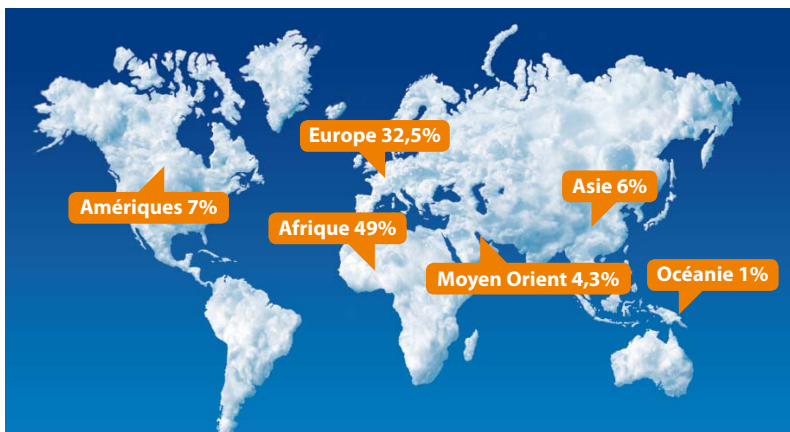 Europe 32,5%
Asie 6%
Amériques 7%
Afrique 49%
Moyen Orient 4,3%
Océanie 1%